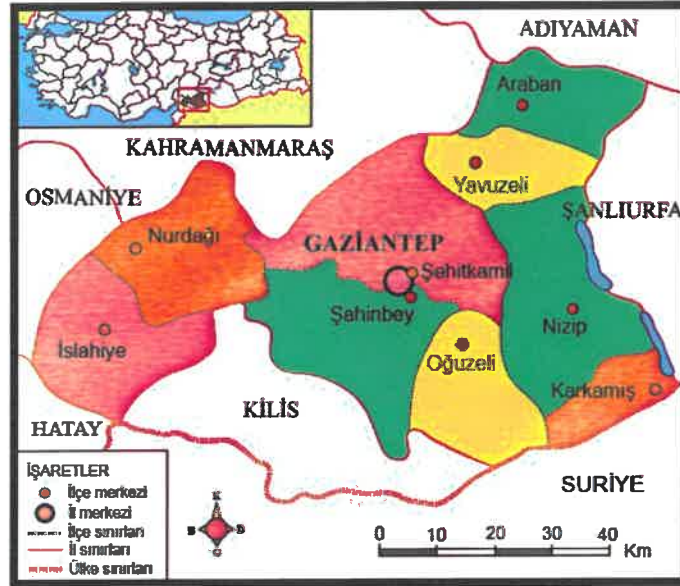 ADIYAMAN
Araban
KAHRAMANMARAŞ
Yavuzeli
OSMANİYE
ŞANLIURFA
Nurdağı
GAZİANTEP
Şehitkamil
Şahinbey
Nizip
İslahiye
Oğuzeli
Karkamış
KİLİS
HATAY
SURİYE
İŞARETLER
İlçe merkezi
İl merkezi
İlçe sınırları
İl sınırları
Ülke sınırları
K
B D
G
0 10 20 30 40
Km